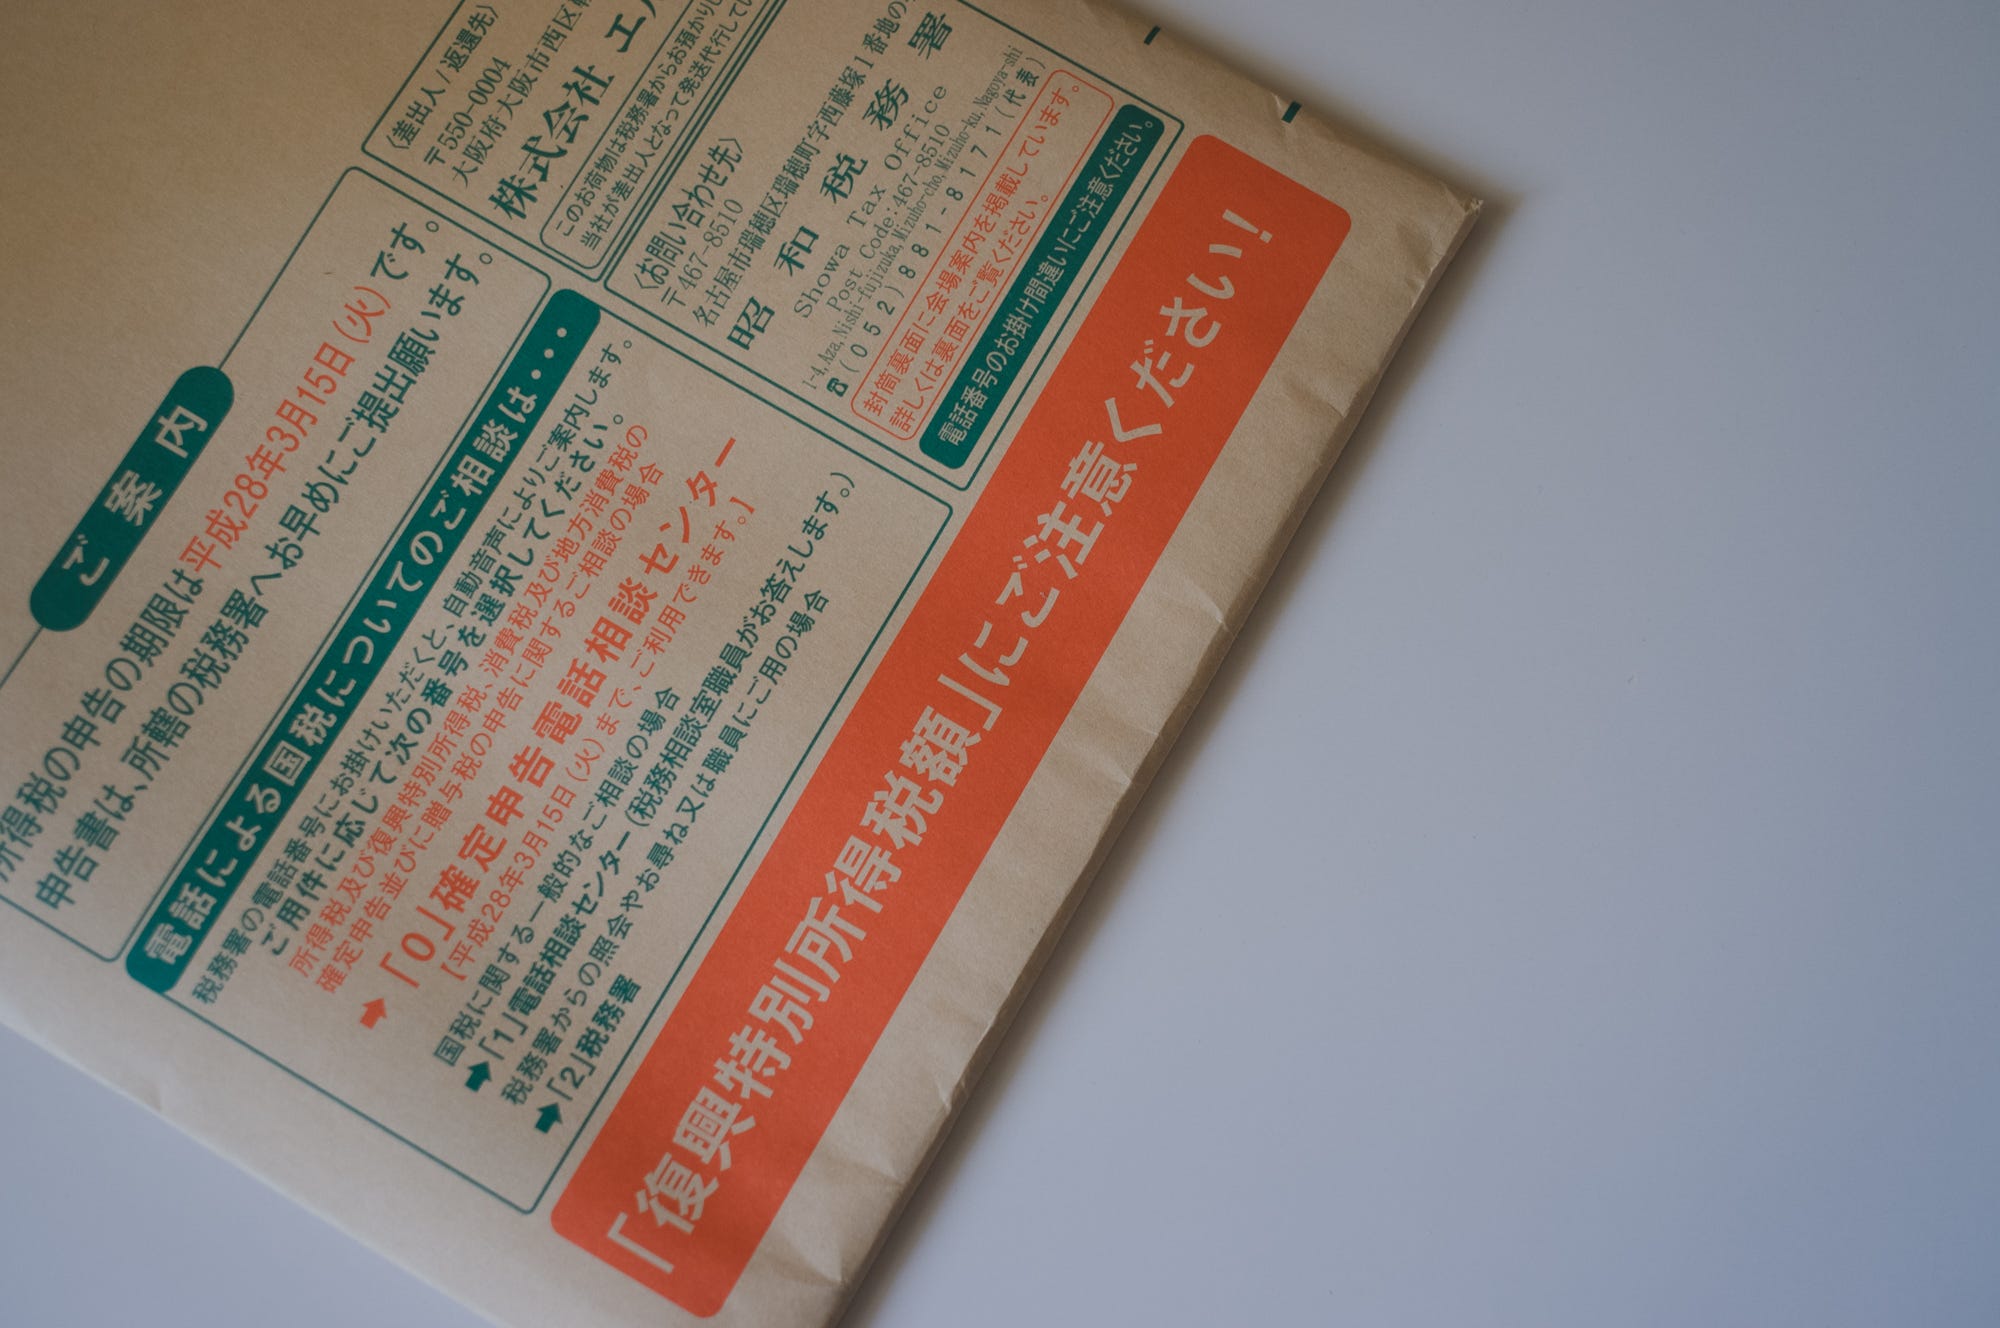 ご案内
所得税の申告の期限は平成28年3月15日(火)です。
申告書は、所轄の税務署へお早めにご提出願います。
〈差出人/返還先〉
〒550-0004
大阪府大阪市西区
株式会社 エ
このお荷物は税務署からお預かりし
当社が差出人となって発送代行してい
〈お問い合わせ先〉
〒467-8510
名古屋市瑞穂区瑞穂町字西藤塚1番地の
昭和税務署
Showa Tax Office
Post Code:467-8510
1-4,Aza,Nishi-fujizuka,Mizuho-cho,Mizuho-ku,Nagoya-shi
☎(052)881-8171(代表)
封筒裏面に会場案内を掲載しています。
詳しくは裏面をご覧ください。
電話番号のお掛け間違いにご注意ください。
電話による国税についてのご相談は・・・
税務署の電話番号にお掛けいただくと、自動音声によりご案内します。
ご用件に応じて次の番号を選択してください。
所得税及び復興特別所得税、消費税及び地方消費税の
確定申告並びに贈与税の申告に関するご相談の場合
➡「0」確定申告電話相談センター
【平成28年3月15日(火)まで、ご利用できます。】
国税に関する一般的なご相談の場合
➡「1」電話相談センター(税務相談室職員がお答えします。)
税務署からの照会やお尋ね又は職員にご用の場合
➡「2」税務署
「復興特別所得税額」にご注意ください!